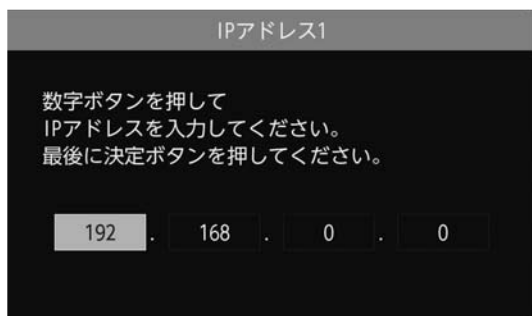 IPアドレス1
数字ボタンを押して
IPアドレスを入力してください。
最後に決定ボタンを押してください。
192 . 168 . 0 . 0